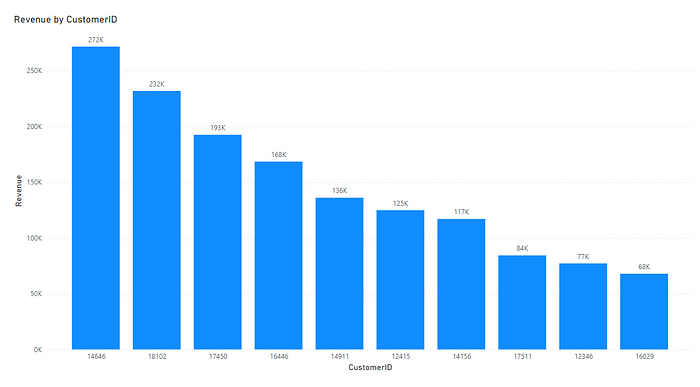 Revenue by CustomerID
272K
232K
193K
168K
136K
125K
117K
84K
77K
68K
250K
200K
150K
100K
50K
0K
Revenue
14646 18102 17450 16446 14911 12415 14156 17511 12346 16029
CustomerID